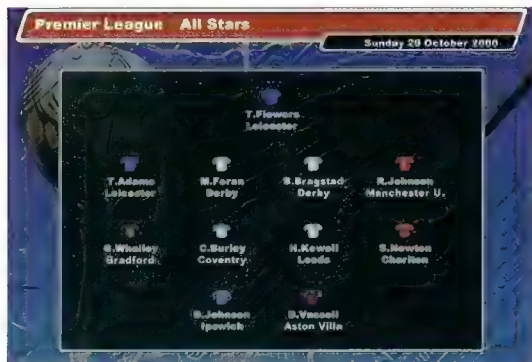 Premier League All Stars
Sunday 29 October 2000
T.Flowers
Leicester
T.Adams M.Foran B.Bragstad R.Johnsen
Leicester Derby Derby Manchester U.
G.Whalley C.Burley H.Kewell S.Newton
Bradford Coventry Leeds Charlton
D.Johnson D.Vassell
Ipswich Aston Villa